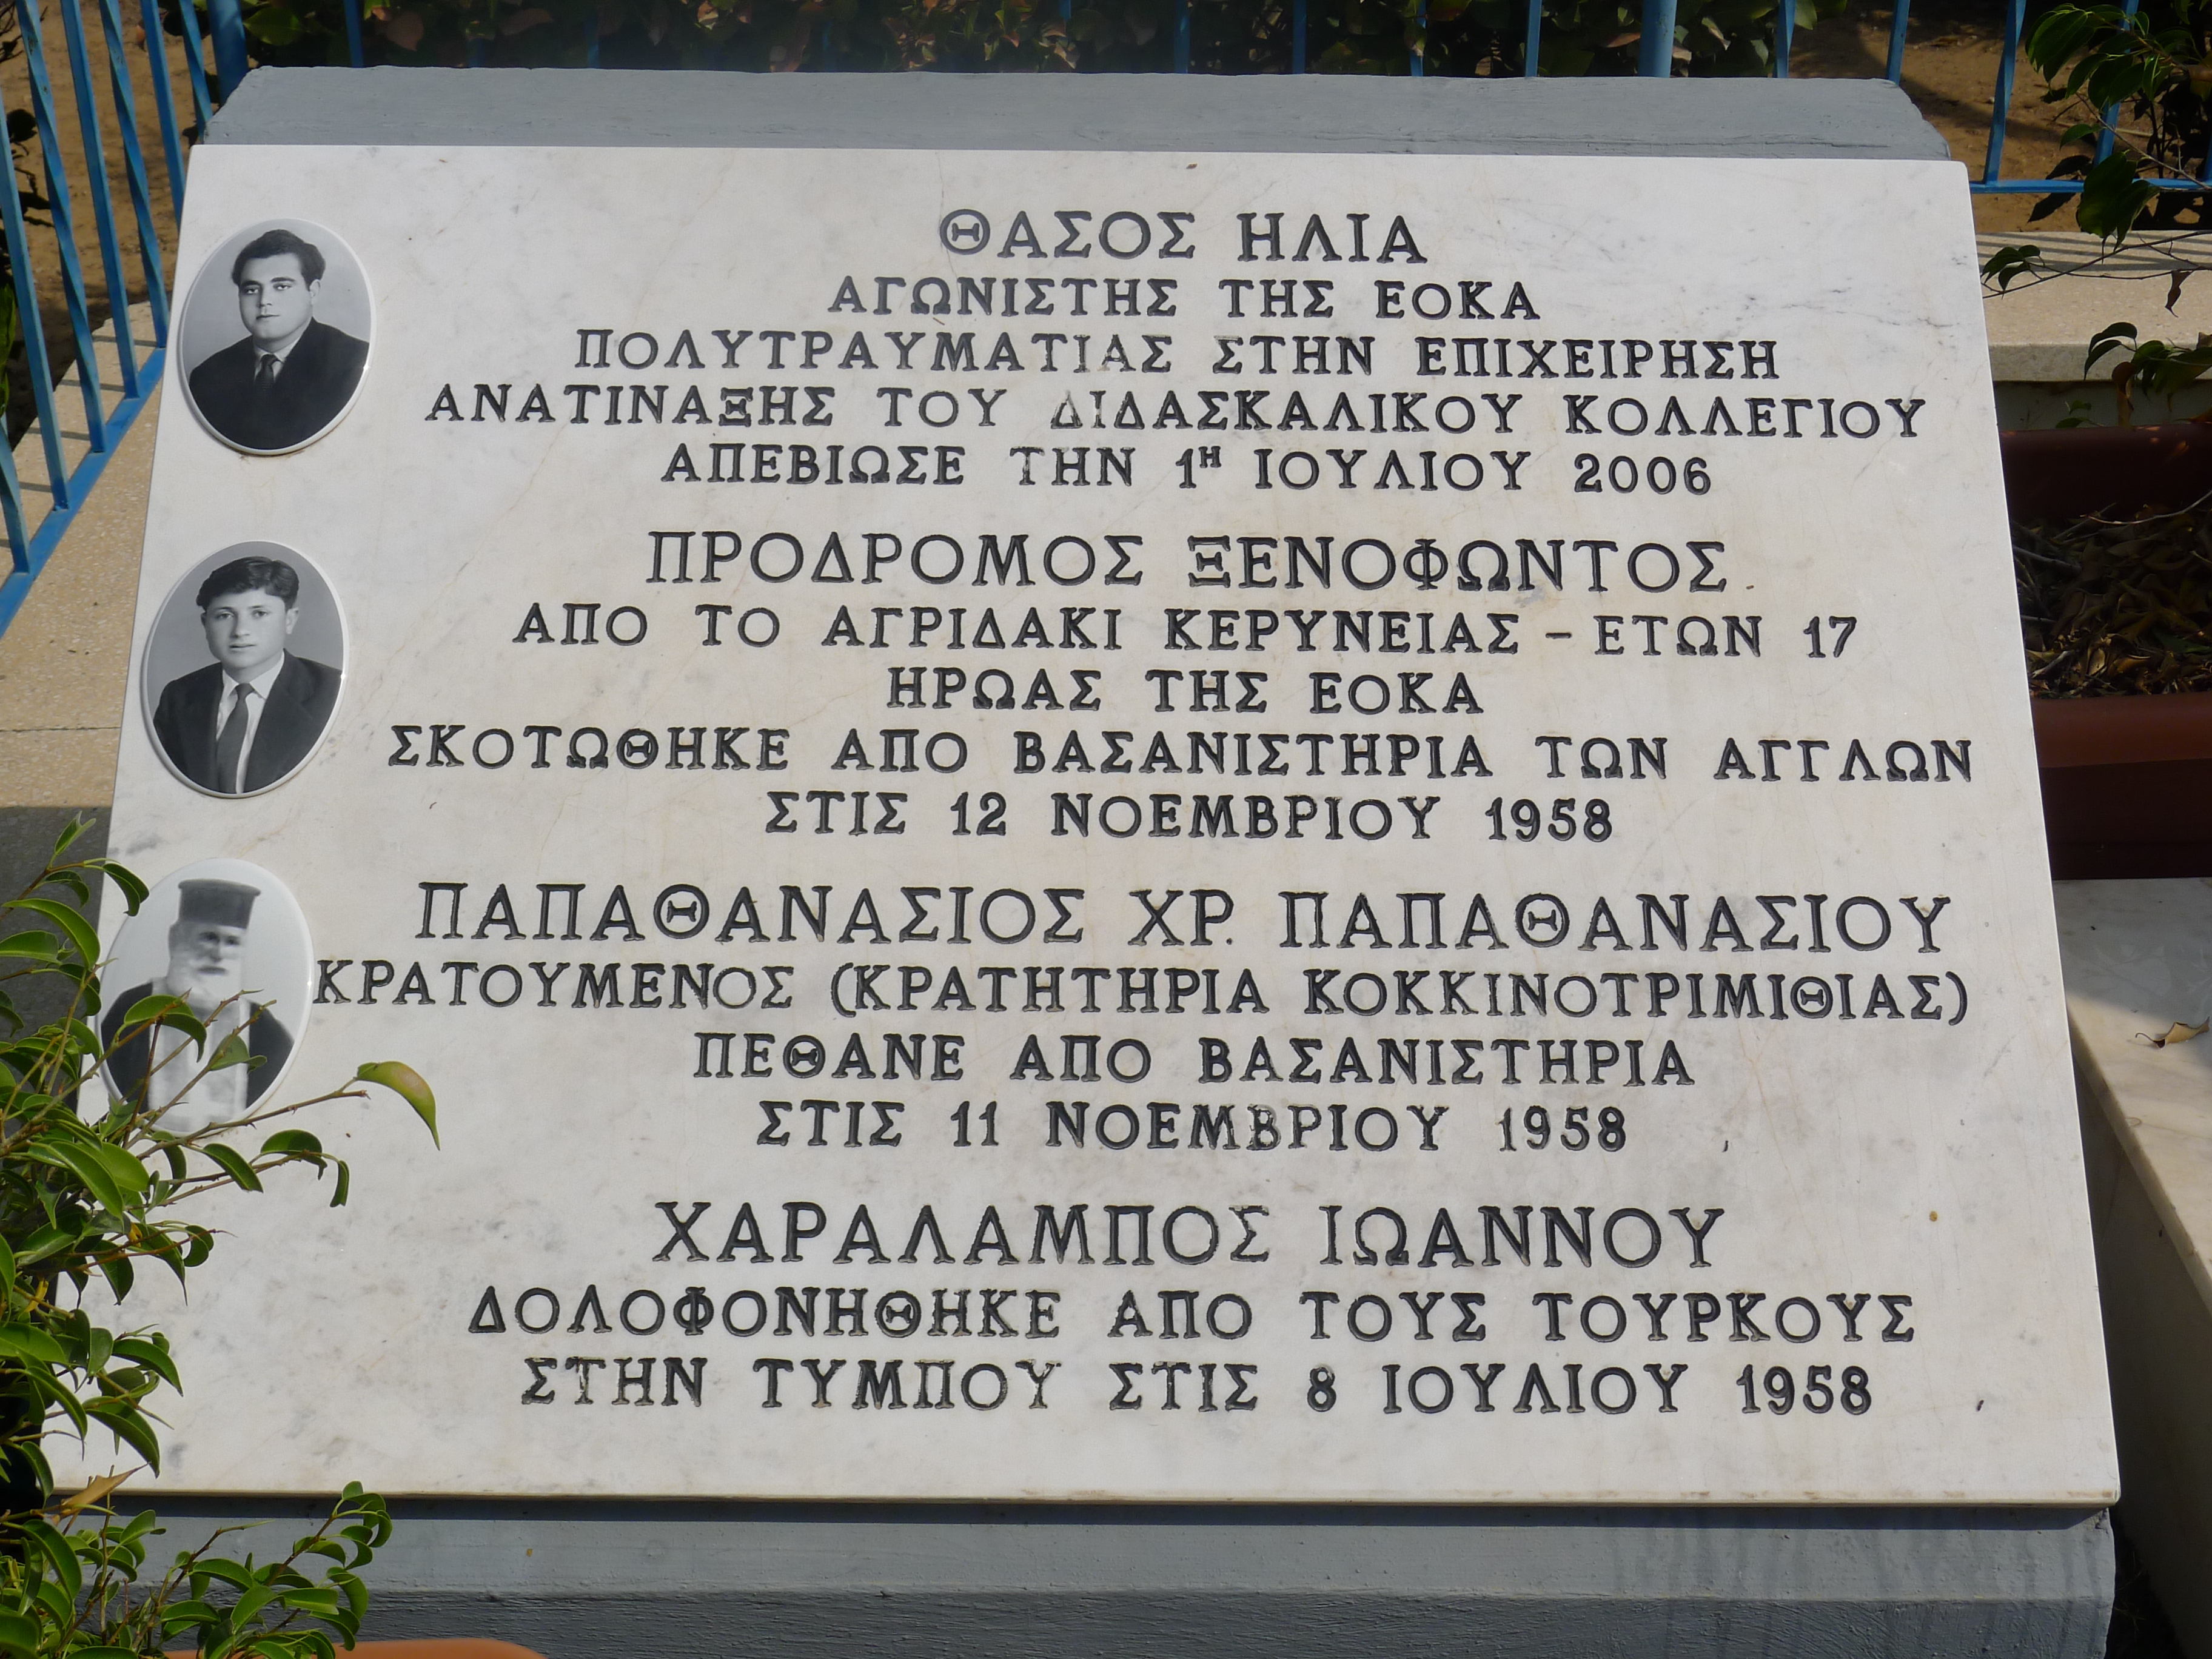 ΘΑΣΟΣ ΗΛΙΑ
ΑΓΩΝΙΣΤΗΣ ΤΗΣ ΕΟΚΑ
ΠΟΛΥΤΡΑΥΜΑΤΙΑΣ ΣΤΗΝ ΕΠΙΧΕΙΡΗΣΗ
ΑΝΑΤΙΝΑΞΗΣ ΤΟΥ ΔΙΔΑΣΚΑΛΙΚΟΥ ΚΟΛΛΕΓΙΟΥ
ΑΠΕΒΙΩΣΕ ΤΗΝ 1Η ΙΟΥΛΙΟΥ 2006
ΠΡΟΔΡΟΜΟΣ ΞΕΝΟΦΩΝΤΟΣ
ΑΠΟ ΤΟ ΑΓΡΙΔΑΚΙ ΚΕΡΥΝΕΙΑΣ - ΕΤΩΝ 17
ΗΡΩΑΣ ΤΗΣ ΕΟΚΑ
ΣΚΟΤΩΘΗΚΕ ΑΠΟ ΒΑΣΑΝΙΣΤΗΡΙΑ ΤΩΝ ΑΓΓΛΩΝ
ΣΤΙΣ 12 ΝΟΕΜΒΡΙΟΥ 1958
ΠΑΠΑΘΑΝΑΣΙΟΣ ΧΡ. ΠΑΠΑΘΑΝΑΣΙΟΥ
ΚΡΑΤΟΥΜΕΝΟΣ (ΚΡΑΤΗΤΗΡΙΑ ΚΟΚΚΙΝΟΤΡΙΜΙΘΙΑΣ)
ΠΕΘΑΝΕ ΑΠΟ ΒΑΣΑΝΙΣΤΗΡΙΑ
ΣΤΙΣ 11 ΝΟΕΜΒΡΙΟΥ 1958
ΧΑΡΑΛΑΜΠΟΣ ΙΩΑΝΝΟΥ
ΔΟΛΟΦΟΝΗΘΗΚΕ ΑΠΟ ΤΟΥΣ ΤΟΥΡΚΟΥΣ
ΣΤΗΝ ΤΥΜΠΟΥ ΣΤΙΣ 8 ΙΟΥΛΙΟΥ 1958